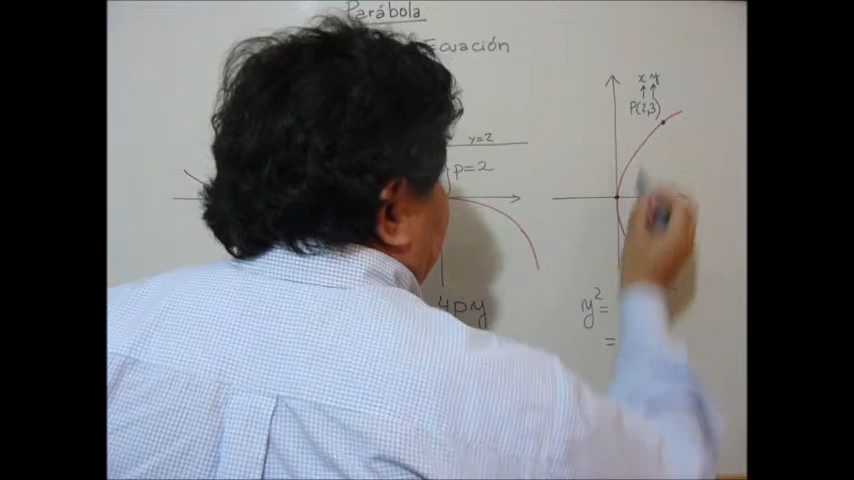 Parábola
Ecuación
x y
P(2,3)
y=2
p=2
4py
y²=
=